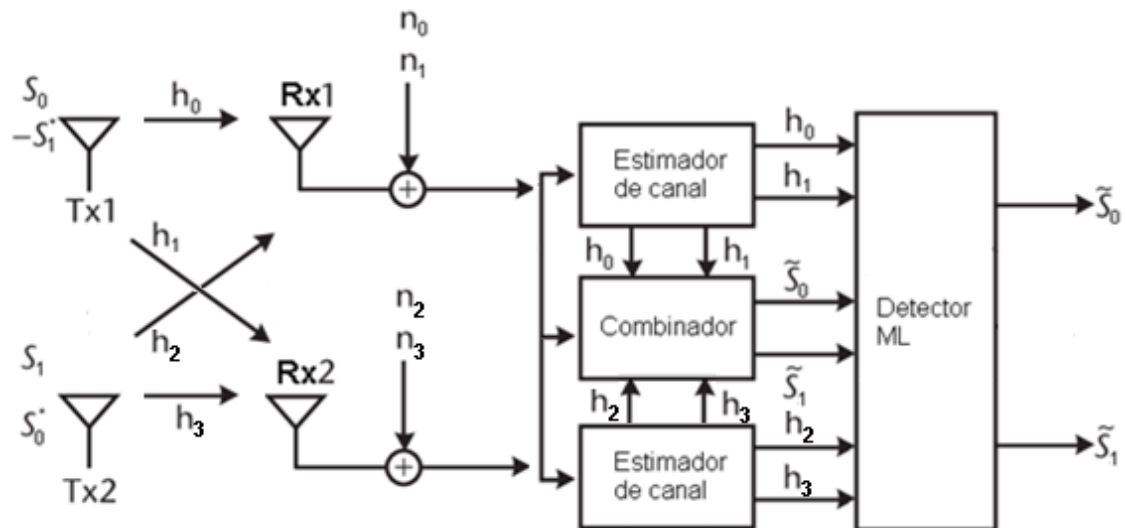 n₀
n₁
S₀
−S₁*
h₀
Rx1
Tx1
h₁
h₂
S₁
S₀*
h₃
Rx2
Tx2
n₂
n₃
Estimador
de canal
h₀
h₁
h₀
h₁
Combinador
S̃₀
S̃₁
h₂
h₃
Estimador
de canal
h₂
h₃
Detector
ML
S̃₀
S̃₁